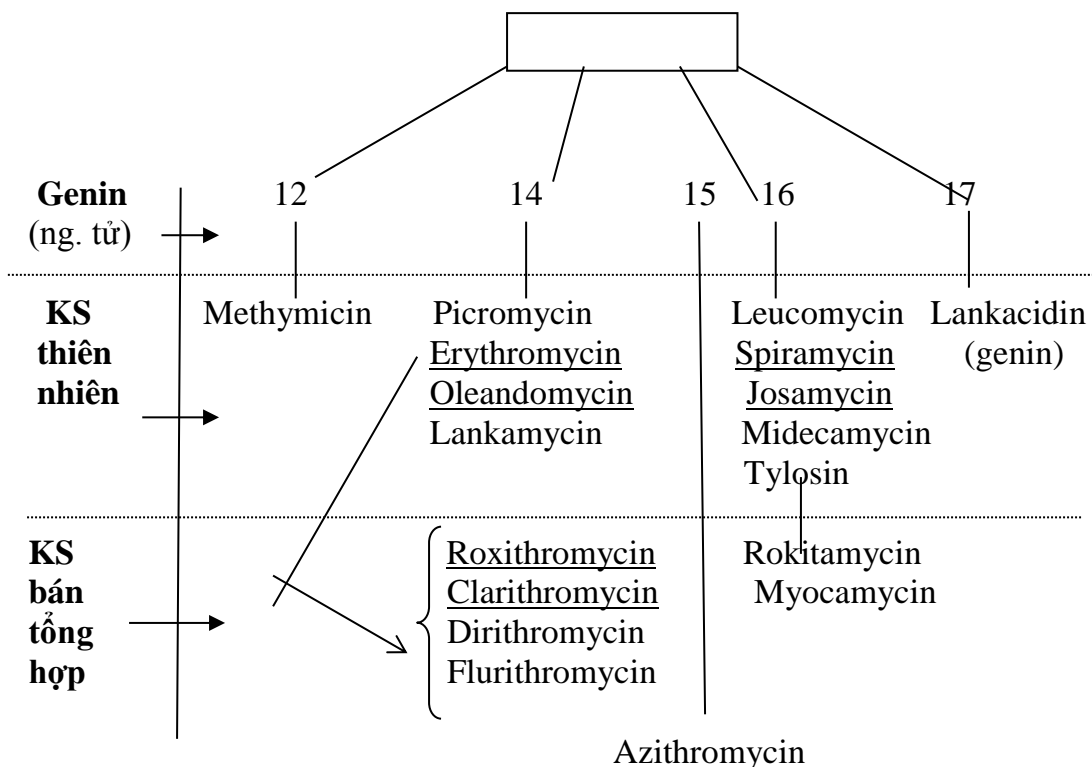 12 14 15 16 17
Genin
(ng. tử)
KS
thiên
nhiên
Methymicin
Picromycin
Erythromycin
Oleandomycin
Lankamycin
Leucomycin
Spiramycin
Josamycin
Midecamycin
Tylosin
Lankacidin
(genin)
KS
bán
tổng
hợp
Roxithromycin
Clarithromycin
Dirithromycin
Flurithromycin
Rokitamycin
Myocamycin
Azithromycin